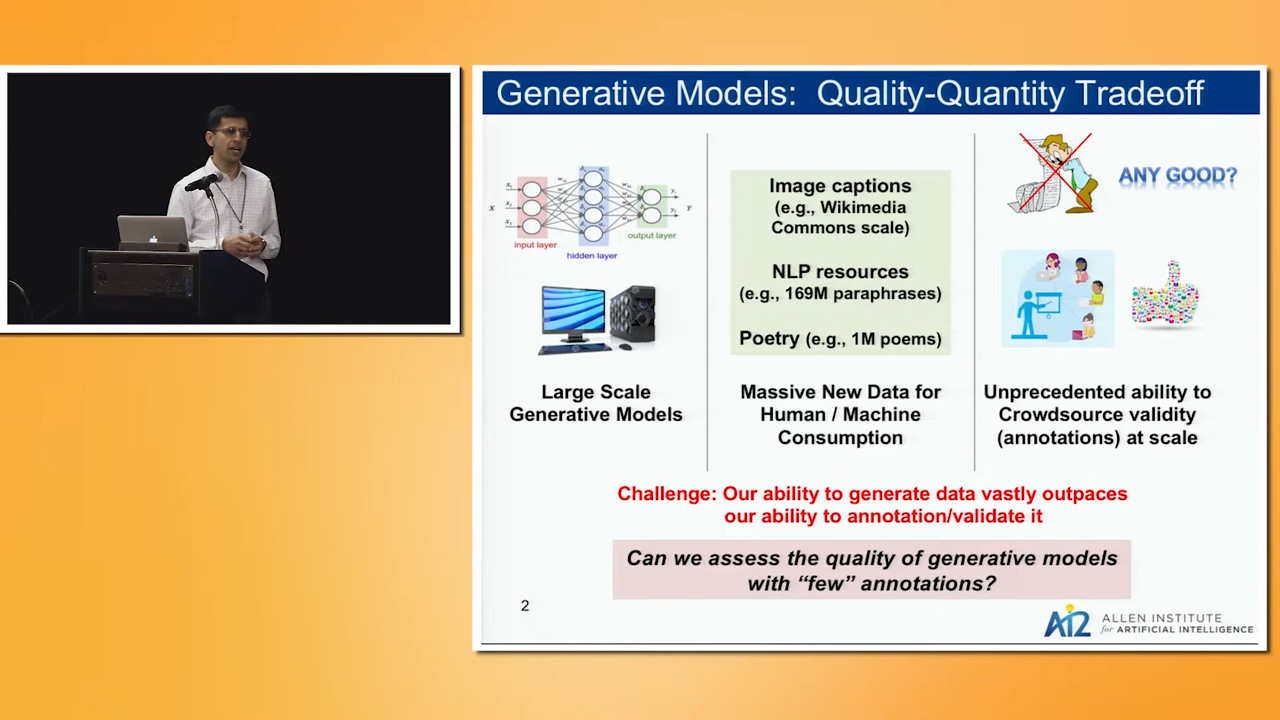 Generative Models: Quality-Quantity Tradeoff
X
Y
input layer
hidden layer
output layer
Large Scale
Generative Models
Image captions
(e.g., Wikimedia
Commons scale)
NLP resources
(e.g., 169M paraphrases)
Poetry (e.g., 1M poems)
Massive New Data for
Human / Machine
Consumption
ANY GOOD?
Unprecedented ability to
Crowdsource validity
(annotations) at scale
Challenge: Our ability to generate data vastly outpaces
our ability to annotation/validate it
Can we assess the quality of generative models
with “few” annotations?
2
AI2
ALLEN INSTITUTE
for ARTIFICIAL INTELLIGENCE